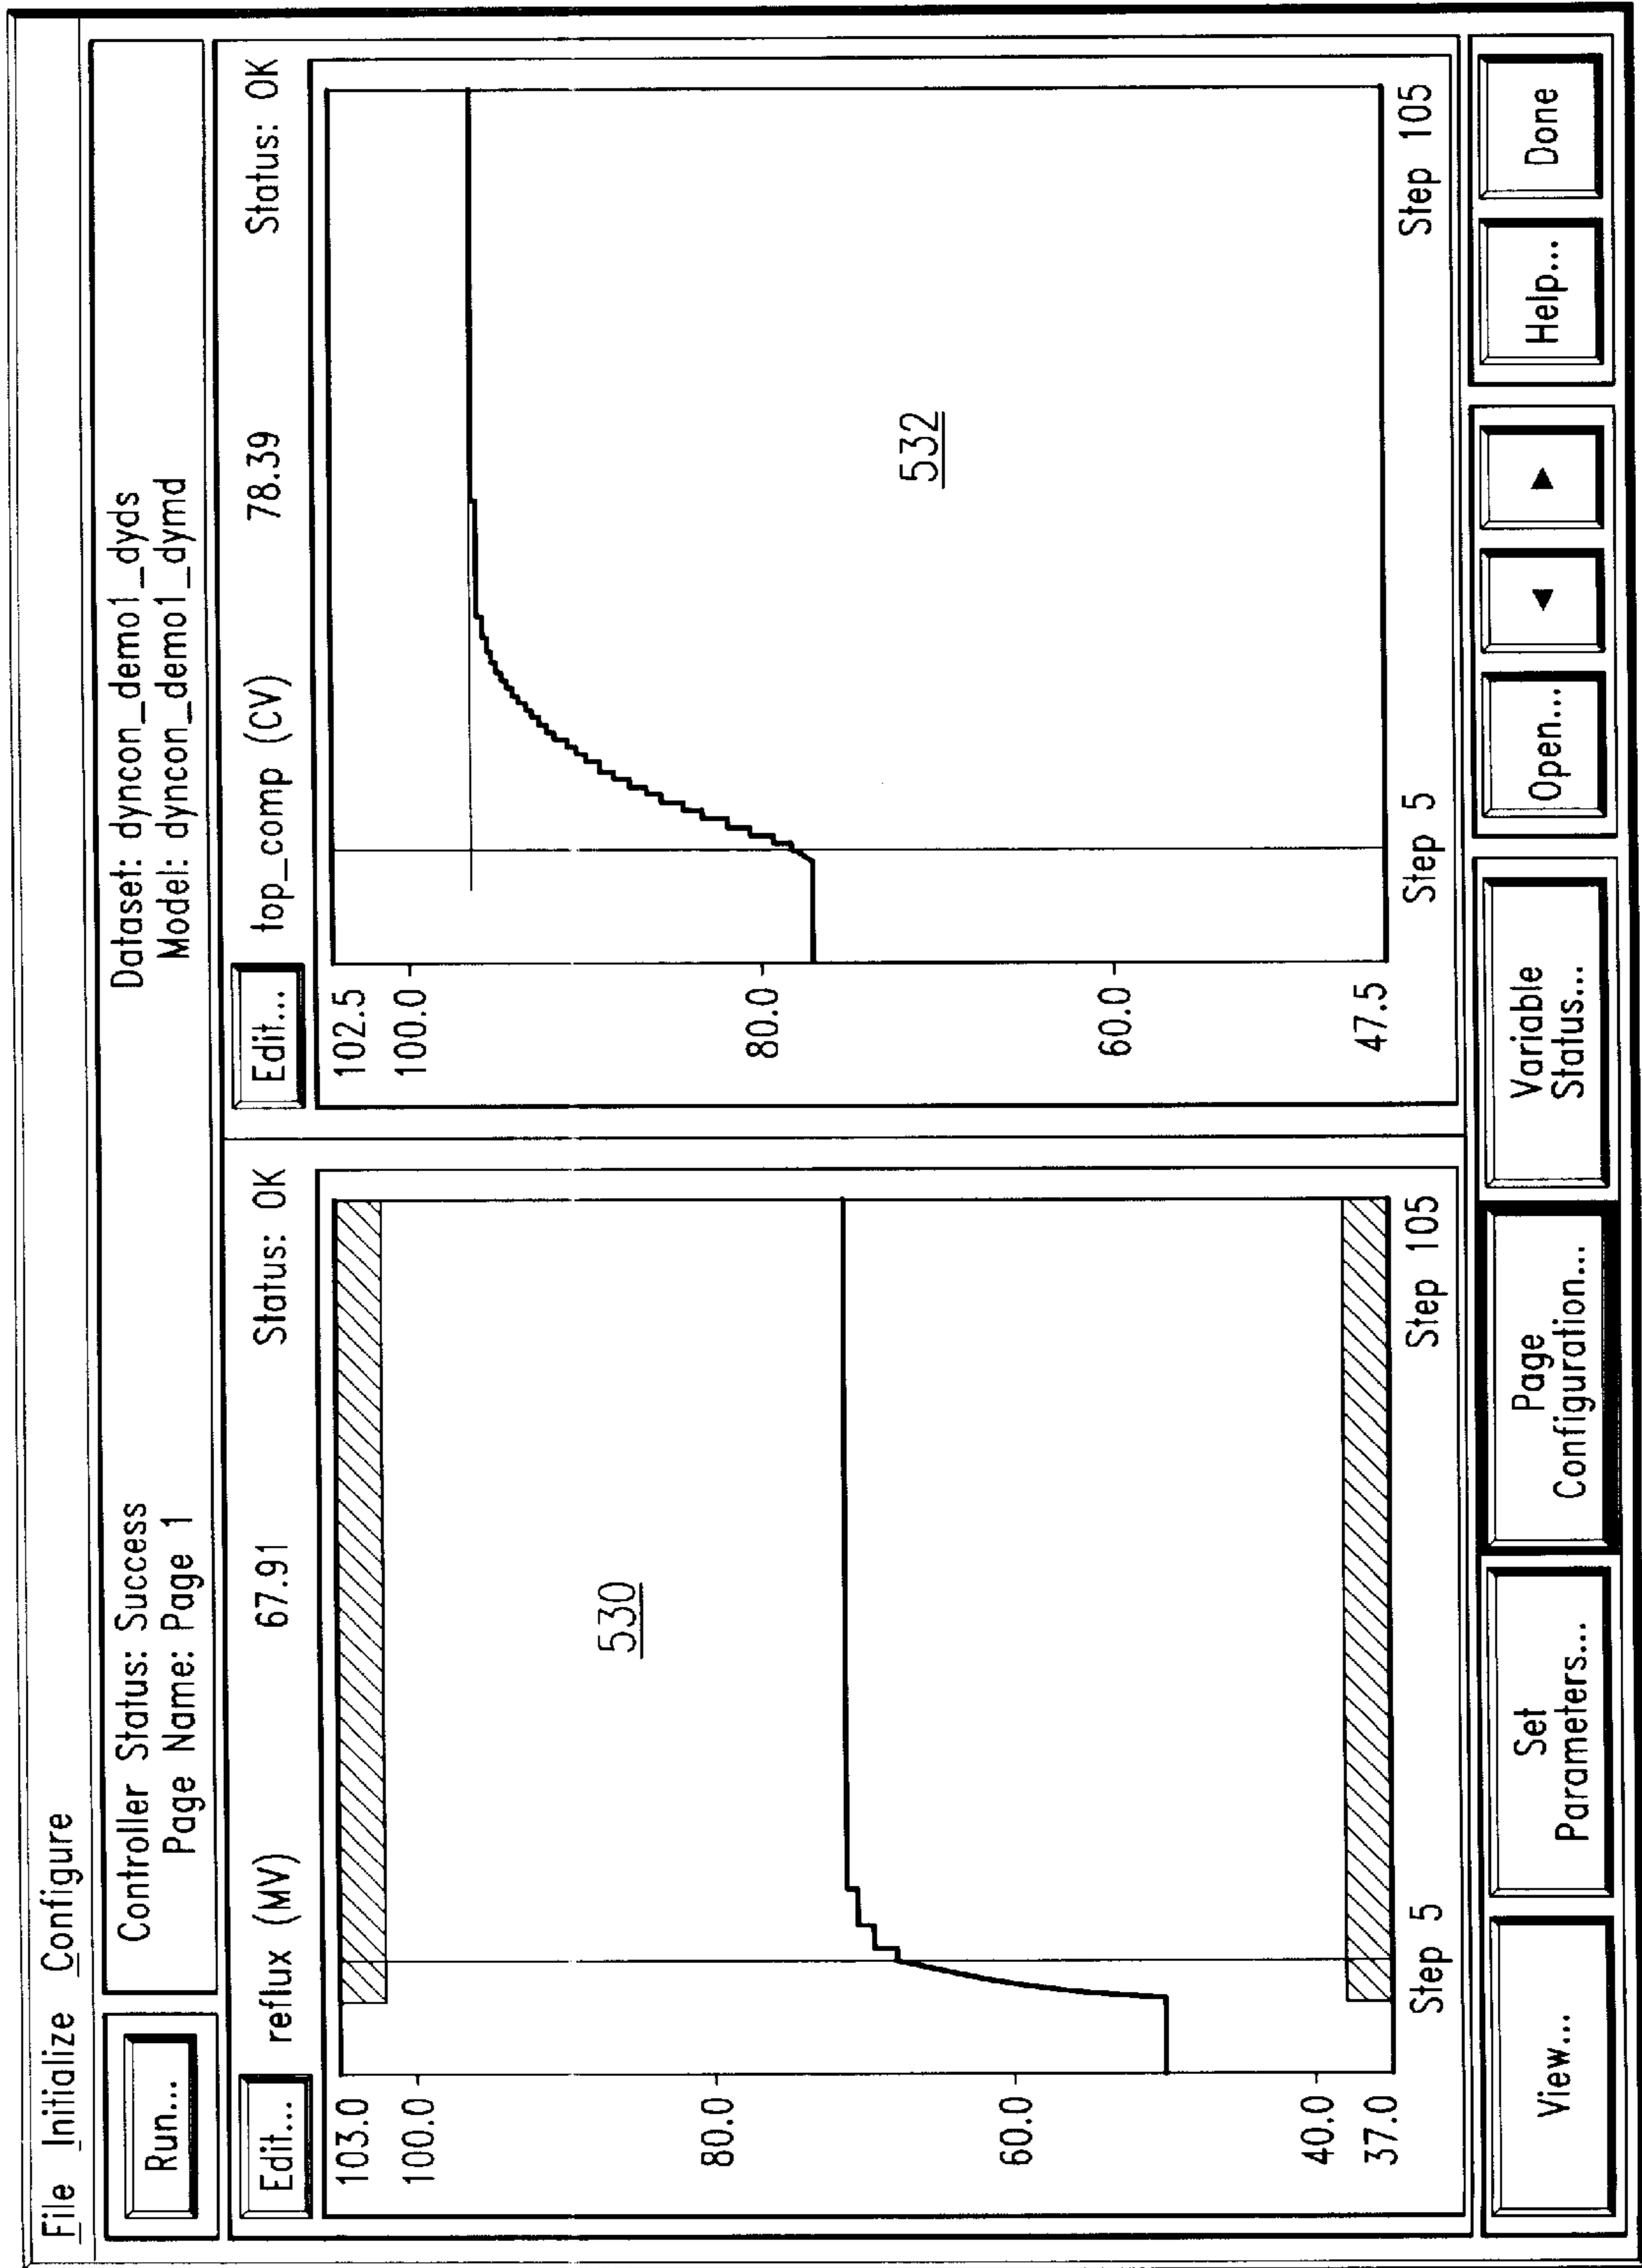 File Initialize Configure
Run...
Controller Status: Success
Page Name: Page 1
Dataset: dyncon_demo1_dyds
Model: dyncon_demo1_dymd
Edit... reflux (MV) 67.91 Status: OK
103.0
100.0
80.0
60.0
40.0
37.0
530
Step 5 Step 105
Edit... top_comp (CV) 78.39 Status: OK
102.5
100.0
80.0
60.0
47.5
532
Step 5 Step 105
View...
Set
Parameters...
Page
Configuration...
Variable
Status...
Open...
Help...
Done